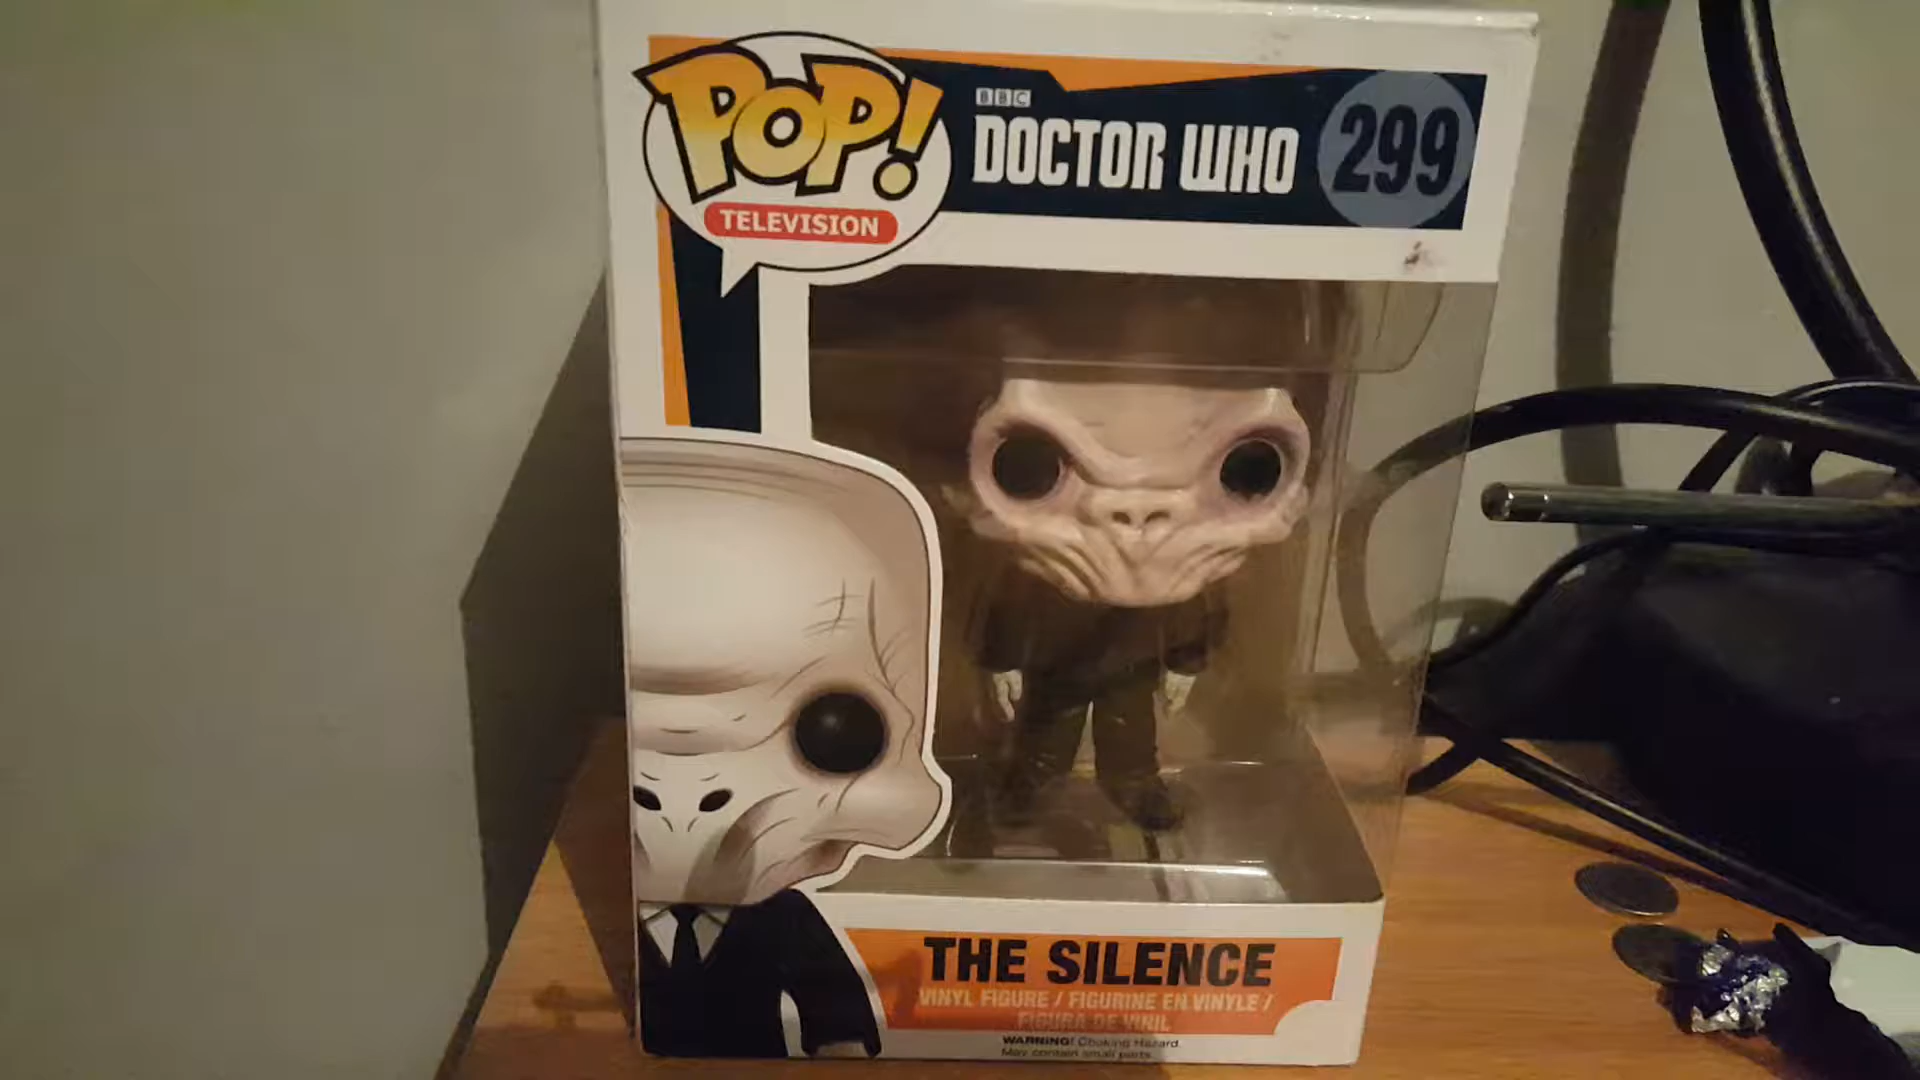 POP!
TELEVISION
BBC
DOCTOR WHO
299
THE SILENCE
VINYL FIGURE / FIGURINE EN VINYLE /
FIGURA DE VINIL
WARNING! Choking Hazard.
May contain small parts.